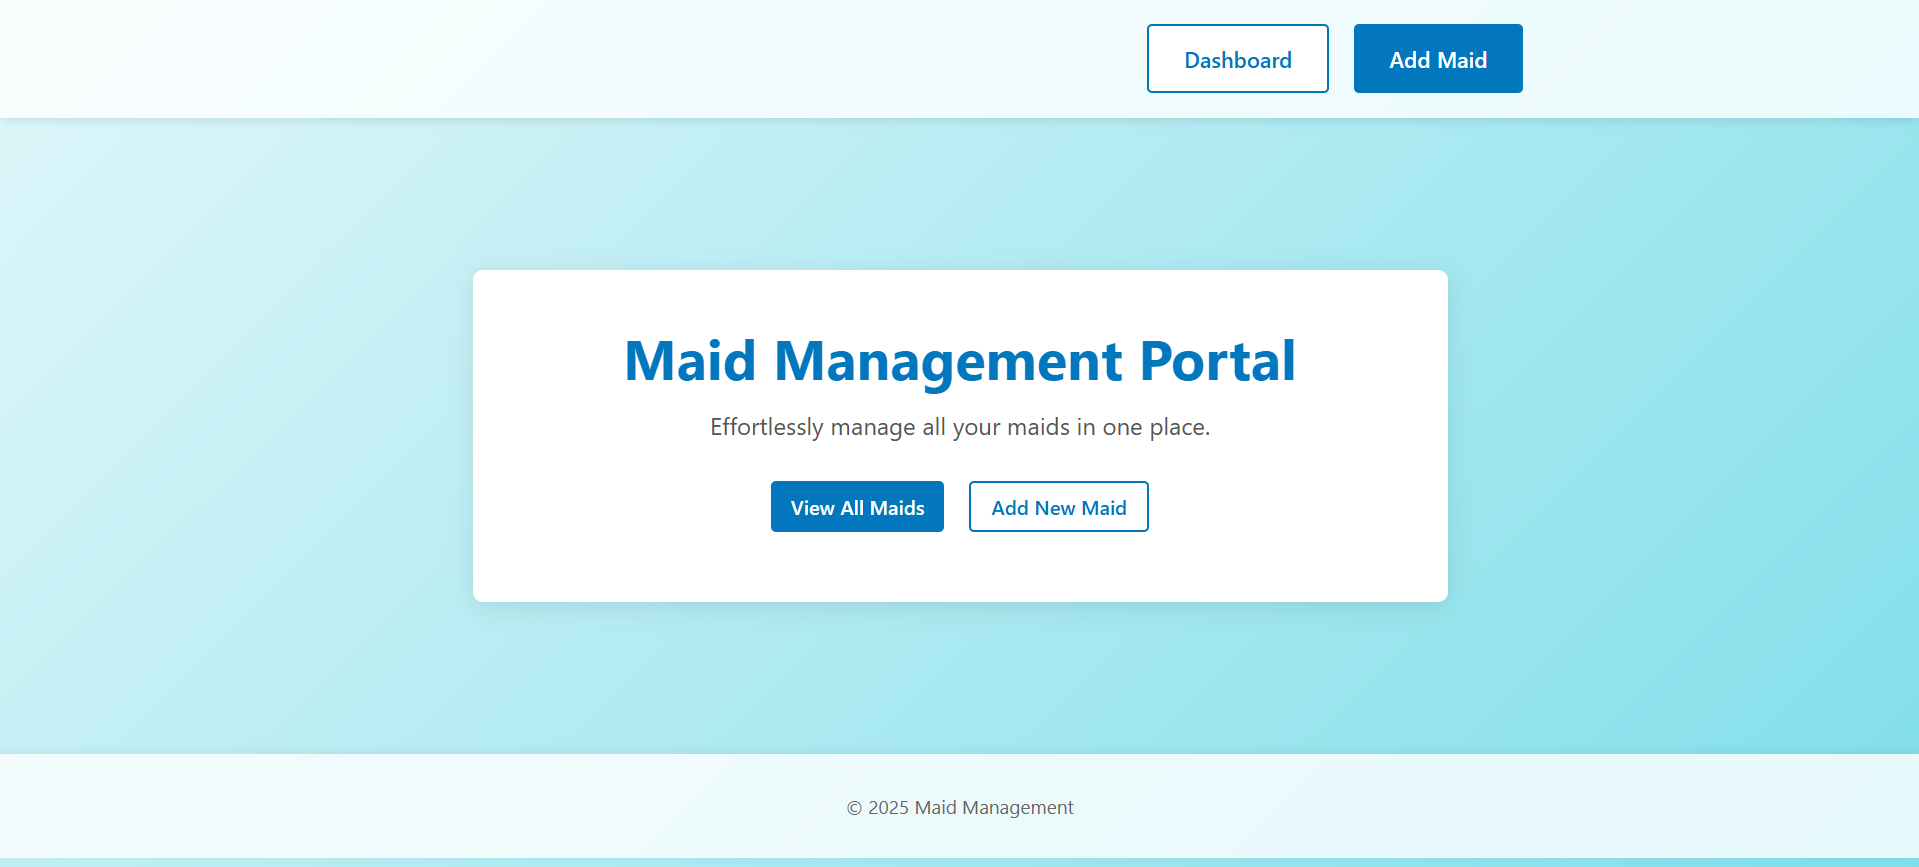 Dashboard Add Maid
Maid Management Portal
Effortlessly manage all your maids in one place.
View All Maids Add New Maid
© 2025 Maid Management